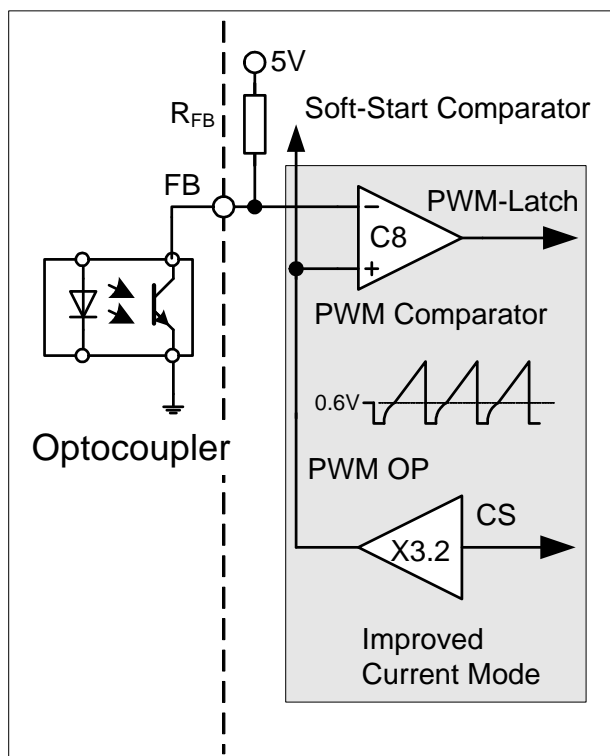 5V
RFB
Soft-Start Comparator
FB
PWM-Latch
−
C8
+
PWM Comparator
0.6V
Optocoupler
PWM OP
CS
X3.2
Improved
Current Mode